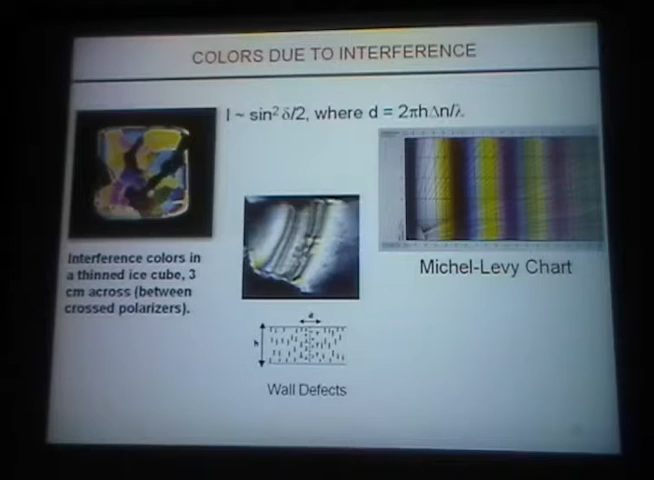 COLORS DUE TO INTERFERENCE
I ~ sin² δ/2, where d = 2πhΔn/λ
Interference colors in
a thinned ice cube, 3
cm across (between
crossed polarizers).
Michel-Levy Chart
d
h
Wall Defects